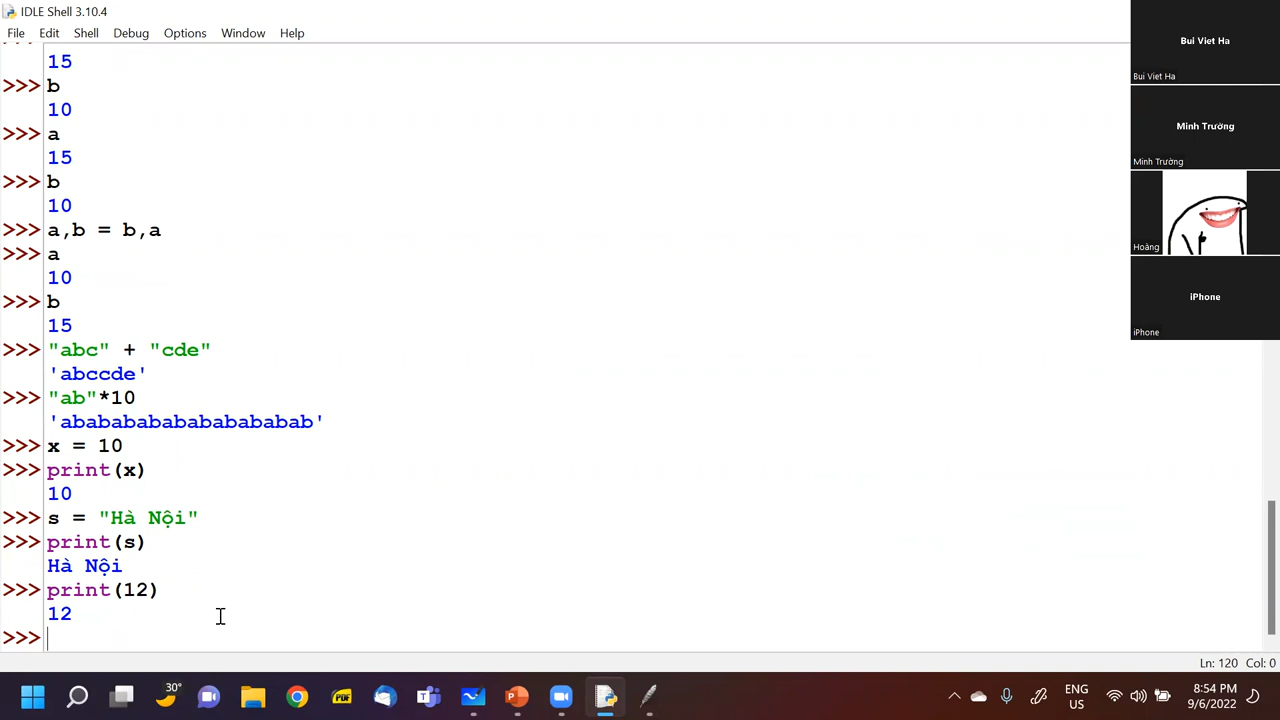 IDLE Shell 3.10.4
File Edit Shell Debug Options Window Help
15
>>> b
10
>>> a
15
>>> b
10
>>> a,b = b,a
>>> a
10
>>> b
15
>>> "abc" + "cde"
'abccde'
>>> "ab"*10
'abababababababababab'
>>> x = 10
>>> print(x)
10
>>> s = "Hà Nội"
>>> print(s)
Hà Nội
>>> print(12)
12
>>>
Ln: 120 Col: 0
Bui Viet Ha
Bui Viet Ha
Minh Trường
Minh Trường
Hoàng
iPhone
iPhone
30°
PDF
ENG
US
8:54 PM
9/6/2022